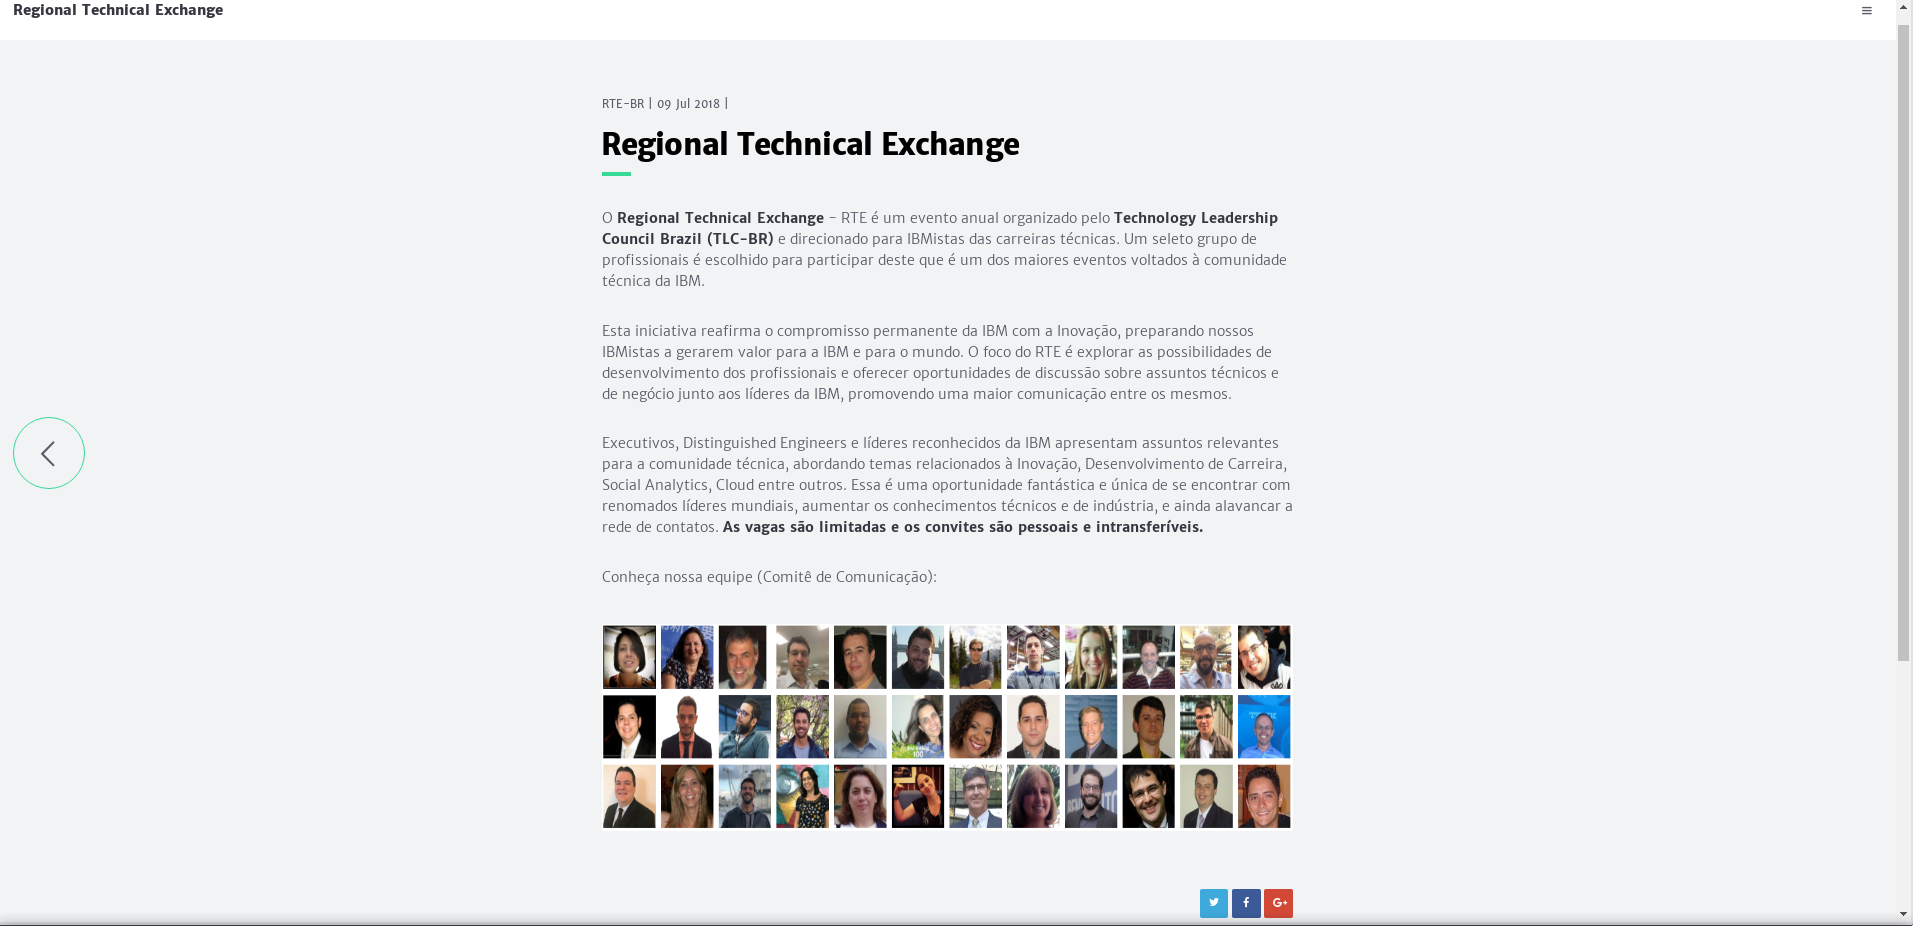 Regional Technical Exchange
RTE-BR | 09 Jul 2018 |
Regional Technical Exchange
O Regional Technical Exchange - RTE é um evento anual organizado pelo Technology Leadership
Council Brazil (TLC-BR) e direcionado para IBMistas das carreiras técnicas. Um seleto grupo de
profissionais é escolhido para participar deste que é um dos maiores eventos voltados à comunidade
técnica da IBM.
Esta iniciativa reafirma o compromisso permanente da IBM com a Inovação, preparando nossos
IBMistas a gerarem valor para a IBM e para o mundo. O foco do RTE é explorar as possibilidades de
desenvolvimento dos profissionais e oferecer oportunidades de discussão sobre assuntos técnicos e
de negócio junto aos líderes da IBM, promovendo uma maior comunicação entre os mesmos.
Executivos, Distinguished Engineers e líderes reconhecidos da IBM apresentam assuntos relevantes
para a comunidade técnica, abordando temas relacionados à Inovação, Desenvolvimento de Carreira,
Social Analytics, Cloud entre outros. Essa é uma oportunidade fantástica e única de se encontrar com
renomados líderes mundiais, aumentar os conhecimentos técnicos e de indústria, e ainda alavancar a
rede de contatos. As vagas são limitadas e os convites são pessoais e intransferíveis.
Conheça nossa equipe (Comitê de Comunicação):
100